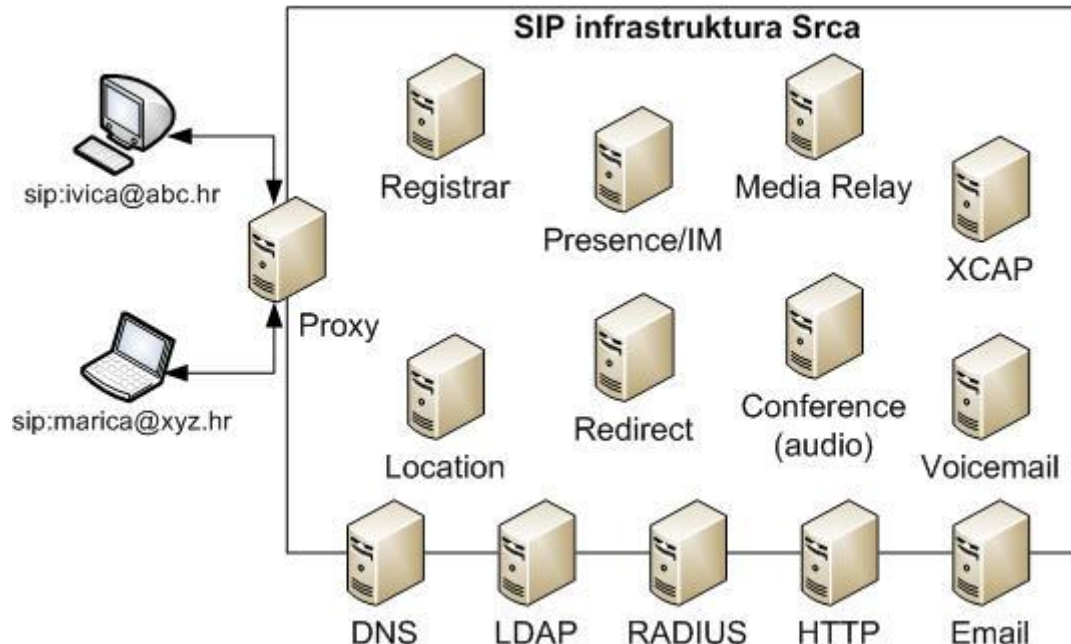 SIP infrastruktura Srca
sip:ivica@abc.hr
Registrar
Media Relay
Presence/IM
XCAP
Proxy
sip:marica@xyz.hr
Location
Redirect
Conference
(audio)
Voicemail
DNS
LDAP
RADIUS
HTTP
Email